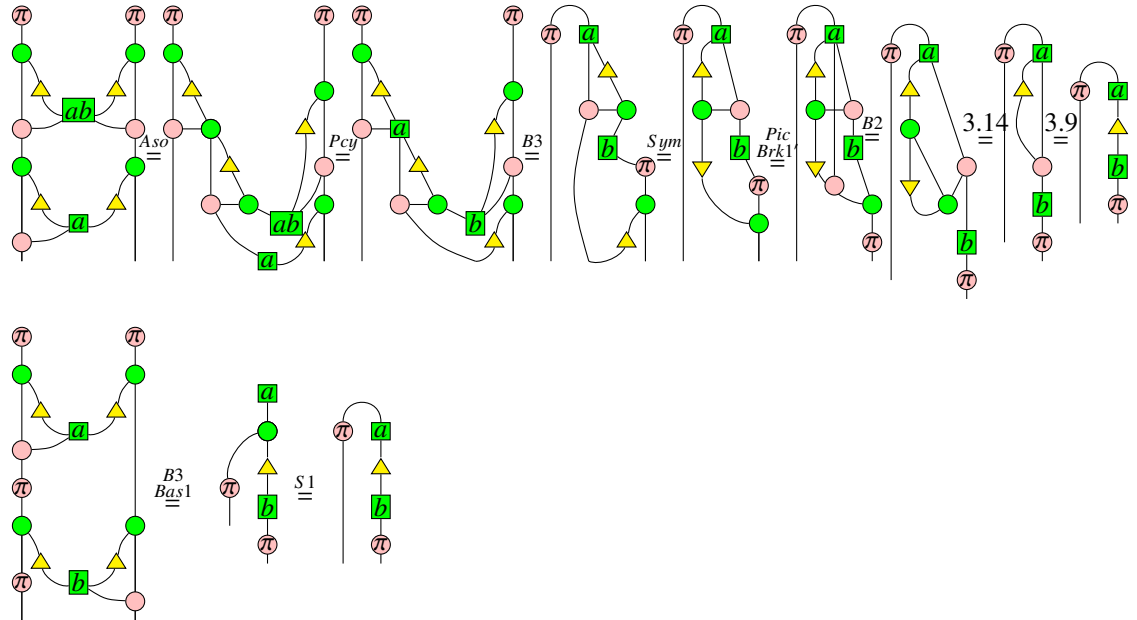 π π π π π a π a π a π a π a
ab Aso = Pcy = a B3 = b Sym = b Pic Brk1' = b B2 = 3.14 = 3.9 = π a
a ab b π π b b
a π π π π
π π
a a π a
B3 Bas1 = S1 =
π π b b
π b π π